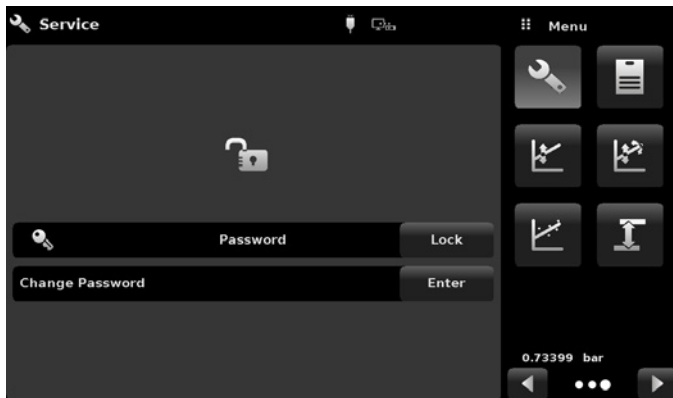 Service
Menu
Password
Lock
Change Password
Enter
0.73399 bar